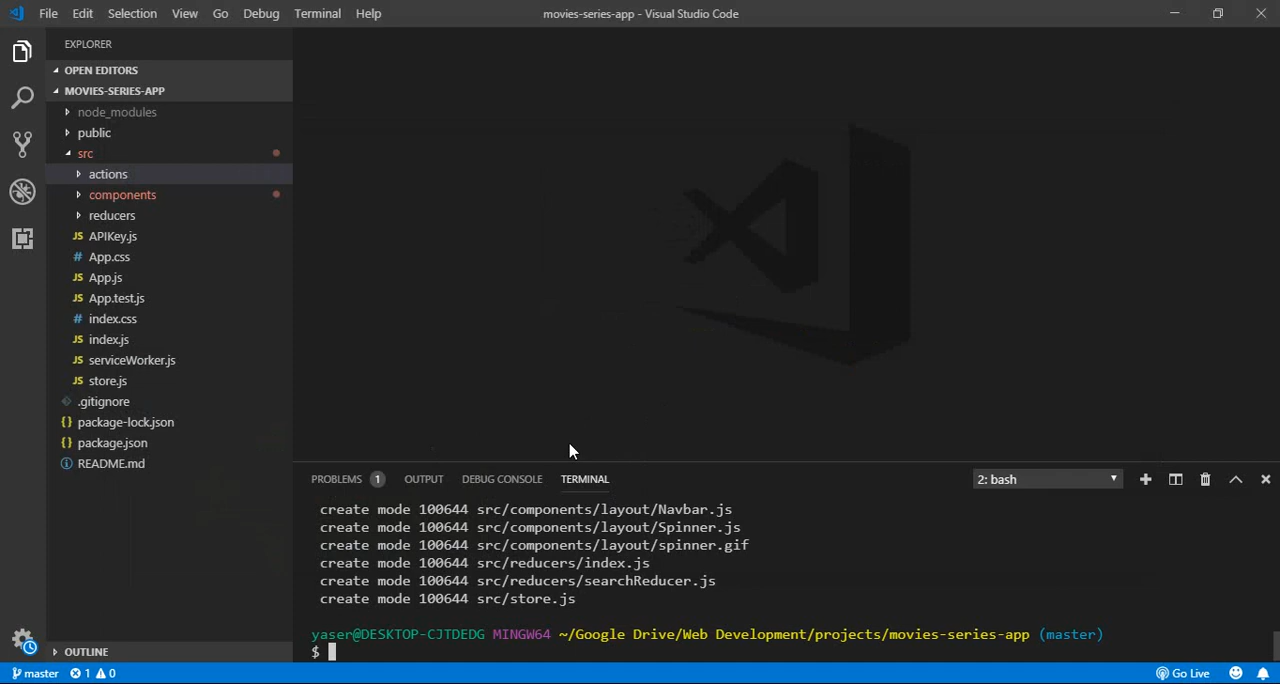 File Edit Selection View Go Debug Terminal Help
movies-series-app - Visual Studio Code
EXPLORER
OPEN EDITORS
MOVIES-SERIES-APP
node_modules
public
src
actions
components
reducers
JS APIKey.js
# App.css
JS App.js
JS App.test.js
# index.css
JS index.js
JS serviceWorker.js
JS store.js
.gitignore
{} package-lock.json
{} package.json
README.md
OUTLINE
PROBLEMS 1 OUTPUT DEBUG CONSOLE TERMINAL
2: bash
create mode 100644 src/components/layout/Navbar.js
create mode 100644 src/components/layout/Spinner.js
create mode 100644 src/components/layout/spinner.gif
create mode 100644 src/reducers/index.js
create mode 100644 src/reducers/searchReducer.js
create mode 100644 src/store.js
yaser@DESKTOP-CJTDEDG MINGW64 ~/Google Drive/Web Development/projects/movies-series-app (master)
$
master 1 0
Go Live